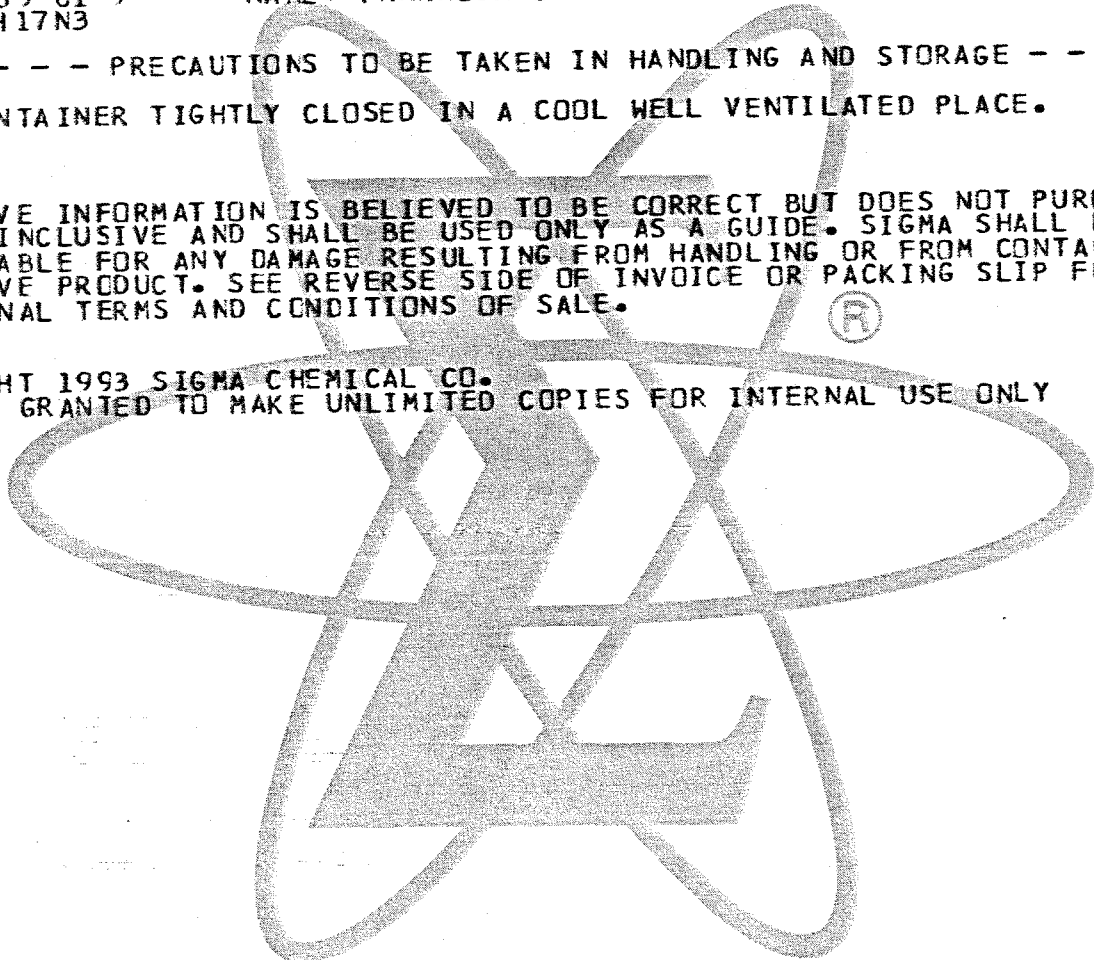 H17N3
- - - PRECAUTIONS TO BE TAKEN IN HANDLING AND STORAGE - -
NTAINER TIGHTLY CLOSED IN A COOL WELL VENTILATED PLACE.
VE INFORMATION IS BELIEVED TO BE CORRECT BUT DOES NOT PUR
INCLUSIVE AND SHALL BE USED ONLY AS A GUIDE. SIGMA SHALL
ABLE FOR ANY DAMAGE RESULTING FROM HANDLING OR FROM CONTA
VE PRODUCT. SEE REVERSE SIDE OF INVOICE OR PACKING SLIP F
NAL TERMS AND CONDITIONS OF SALE.
®
HT 1993 SIGMA CHEMICAL CO.
GRANTED TO MAKE UNLIMITED COPIES FOR INTERNAL USE ONLY